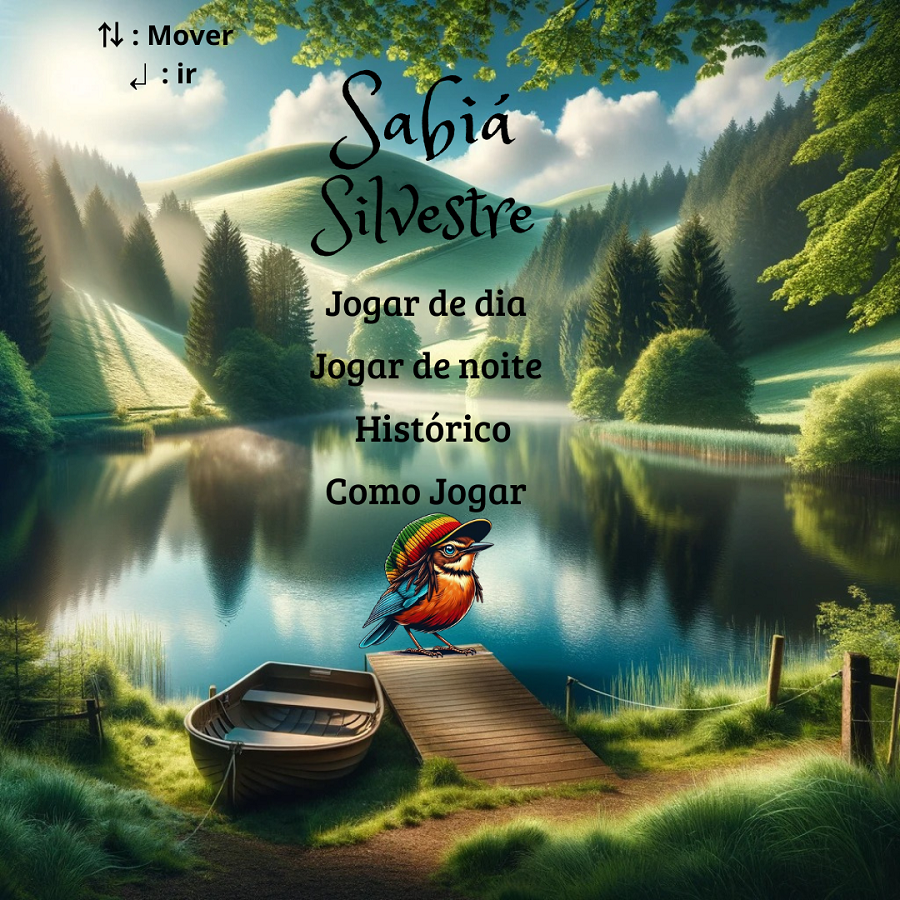 ⇅ : Mover
↲ : ir
Sabiá
Silvestre
Jogar de dia
Jogar de noite
Histórico
Como Jogar